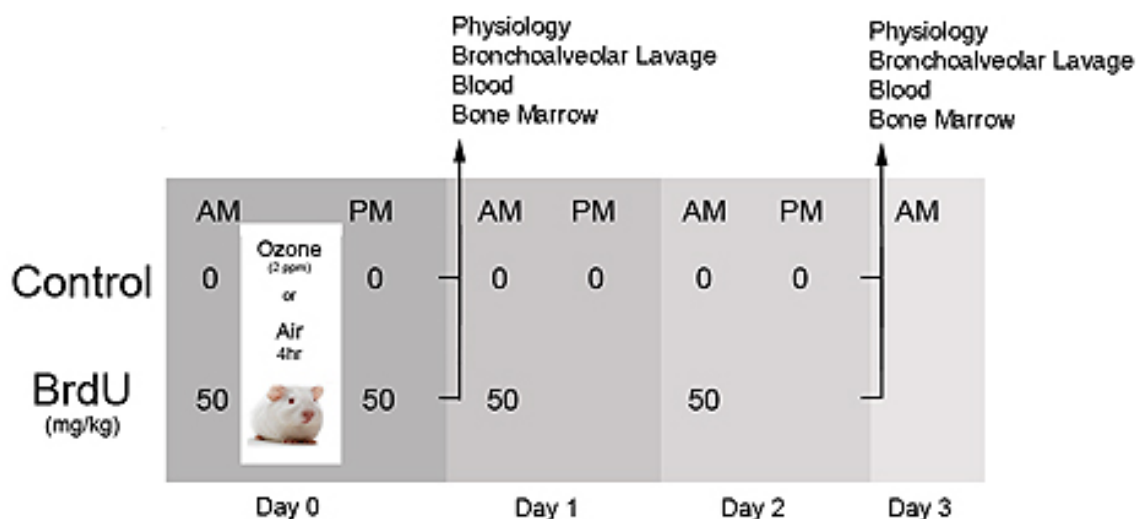 Physiology
Bronchoalveolar Lavage
Blood
Bone Marrow
Physiology
Bronchoalveolar Lavage
Blood
Bone Marrow
AM PM AM PM AM PM AM
Ozone
(2 ppm)
or
Air
4hr
Control 0 0 0 0 0 0
BrdU 50 50 50 50
(mg/kg)
Day 0 Day 1 Day 2 Day 3